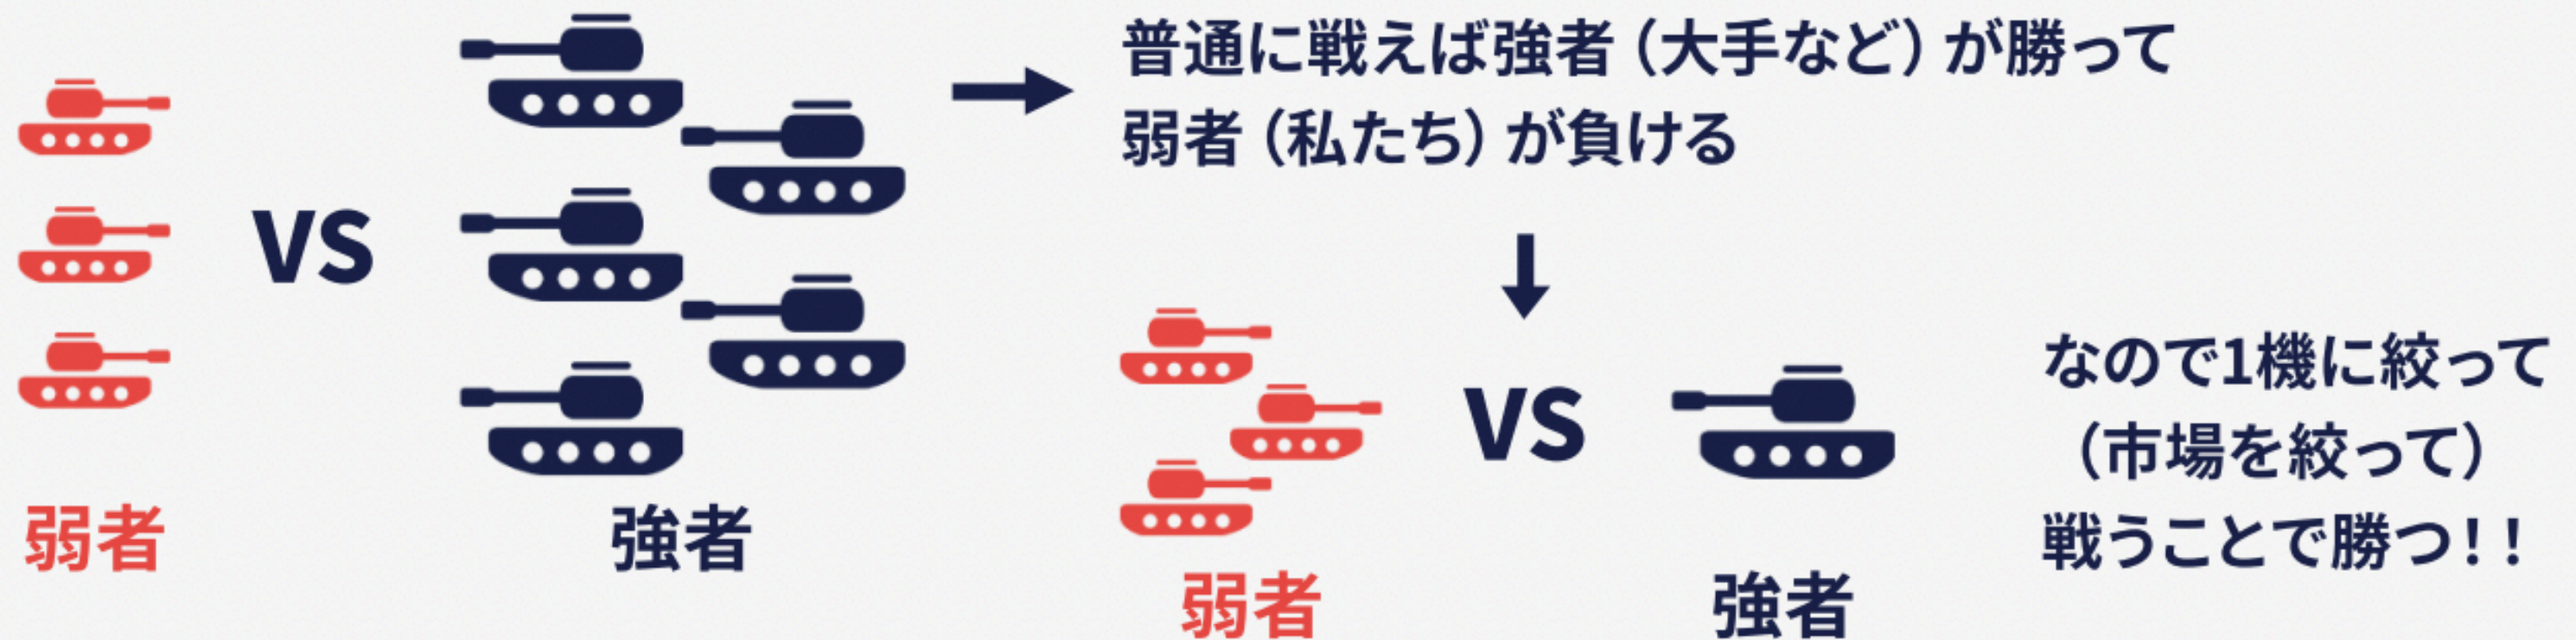 VS
弱者
強者
普通に戦えば強者（大手など）が勝って
弱者（私たち）が負ける
VS
弱者
強者
なので1機に絞って
（市場を絞って）
戦うことで勝つ！！